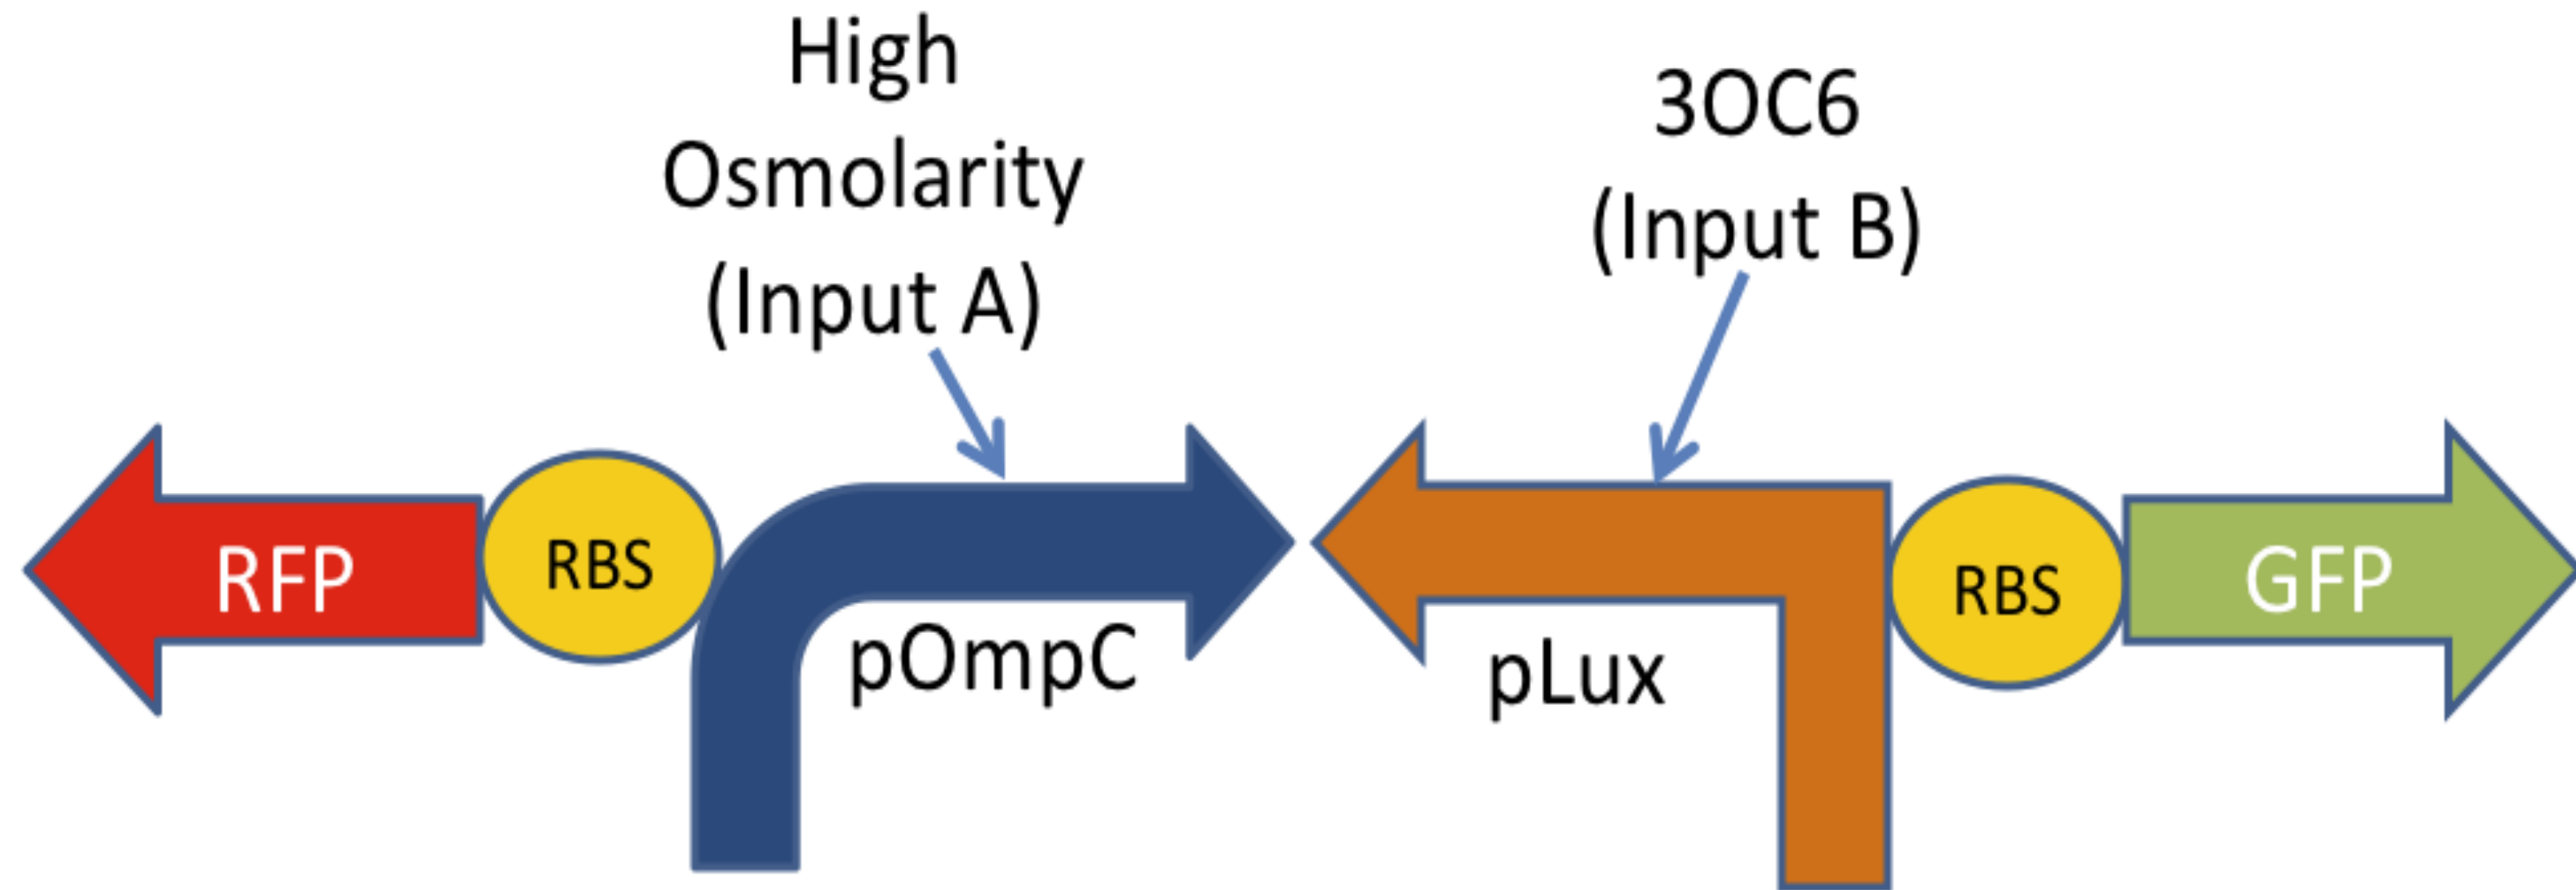 High
Osmolarity
(Input A)
3OC6
(Input B)
RFP
RBS
pOmpC
pLux
RBS
GFP